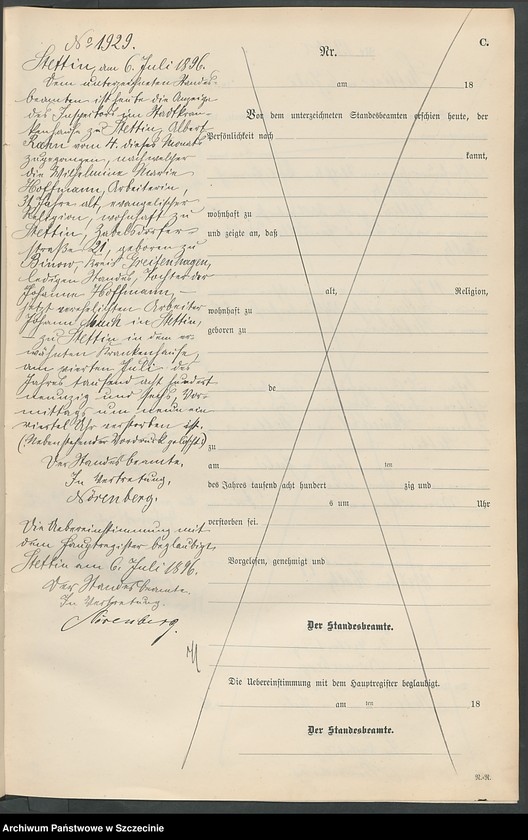 No 1929.
Stettin, am 6. Juli 1896.
Dem unterzeichneten Standes-
beamten ist heute die Anzeige
des Inspektors im Stadtkran-
kenhause zu Stettin, Albert
Rahn vom 4. dieses Monats
zugegangen, nach welcher
die Wilhelmine Marie
Hoffmann, Arbeiterin,
31 Jahre alt, evangelischer
Religion, wohnhaft zu
Stettin, Zabelsdorfer-
straße 21, geboren zu
Binow, Kreis Greifenhagen,
ledigen Standes, Tochter der
Johanne Hoffmann,
jetzt verehelichten Arbeiter
Johann in Stettin,
zu Stettin in dem er-
wähnten Krankenhause,
am vierten Juli des
Jahres tausend acht hundert
neunzig und sechs, Vor-
mittags um neun ein
viertel Uhr verstorben ist.
(Nebenstehender Vordruck gelöscht.)
Der Standesbeamte.
In Vertretung.
Nörenberg.
Die Uebereinstimmung mit
dem Hauptregister beglaubigt.
Stettin am 6. Juli 1896.
Der Standesbeamte.
In Vertretung.
Nörenberg.
C.
Nr.
am 18
Vor dem unterzeichneten Standesbeamten erschien heute, der
Persönlichkeit nach
kannt,
wohnhaft zu
und zeigte an, daß
alt, Religion,
wohnhaft zu
geboren zu
de
zu
am ten
des Jahres tausend acht hundert zig und
s um Uhr
verstorben sei.
Vorgelesen, genehmigt und
Der Standesbeamte.
Die Uebereinstimmung mit dem Hauptregister beglaubigt.
am ten 18
Der Standesbeamte.
R.-R.
Archiwum Państwowe w Szczecinie